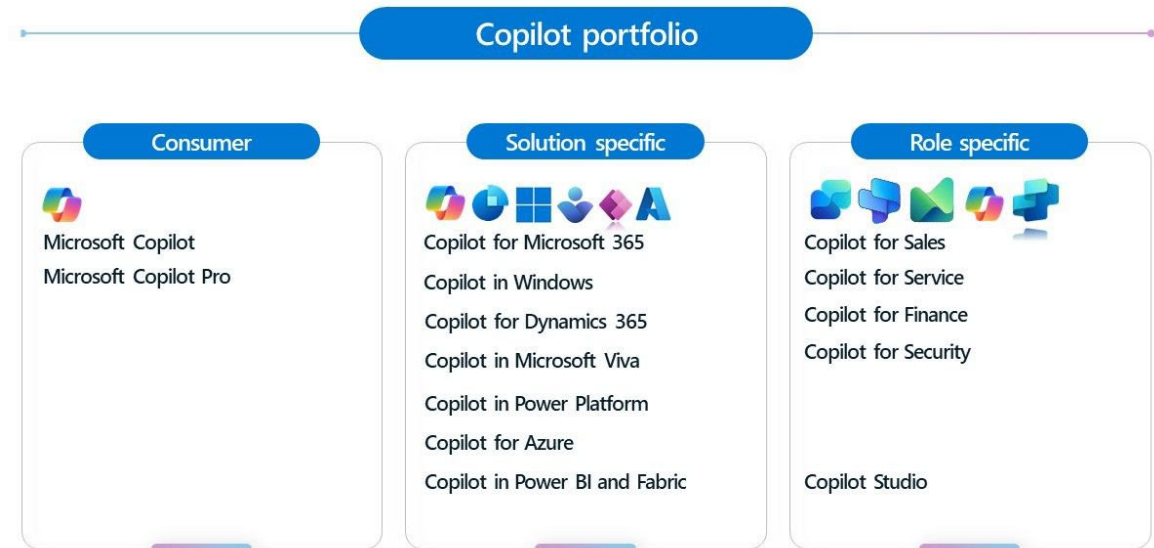 Copilot portfolio
Consumer
Microsoft Copilot
Microsoft Copilot Pro
Solution specific
Copilot for Microsoft 365
Copilot in Windows
Copilot for Dynamics 365
Copilot in Microsoft Viva
Copilot in Power Platform
Copilot for Azure
Copilot in Power BI and Fabric
Role specific
Copilot for Sales
Copilot for Service
Copilot for Finance
Copilot for Security
Copilot Studio